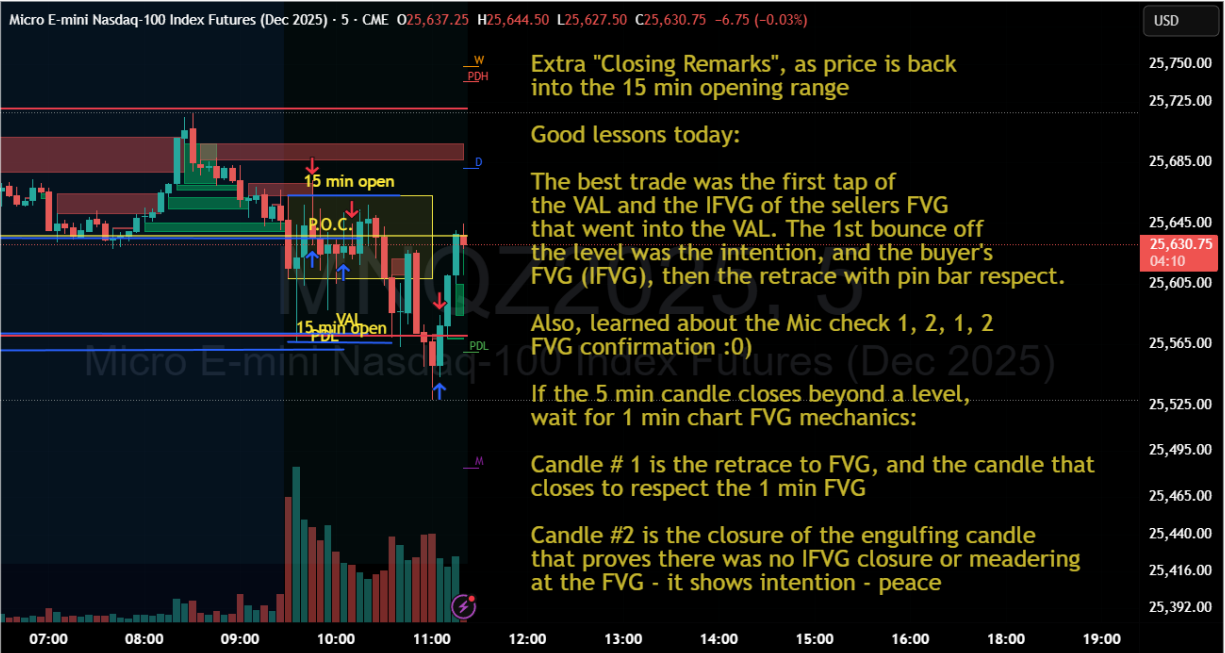 Micro E-mini Nasdaq-100 Index Futures (Dec 2025) · 5 · CME O25,637.25 H25,644.50 L25,627.50 C25,630.75 −6.75 (−0.03%)
USD
W
PDH
D
15 min open
P.O.C.
VAL
15 min open
PDL
PDL
M
MNQZ2025, 5
Micro E-mini Nasdaq-100 Index Futures (Dec 2025)
Extra "Closing Remarks", as price is back
into the 15 min opening range
Good lessons today:
The best trade was the first tap of
the VAL and the IFVG of the sellers FVG
that went into the VAL. The 1st bounce off
the level was the intention, and the buyer's
FVG (IFVG), then the retrace with pin bar respect.
Also, learned about the Mic check 1, 2, 1, 2
FVG confirmation :0)
If the 5 min candle closes beyond a level,
wait for 1 min chart FVG mechanics:
Candle # 1 is the retrace to FVG, and the candle that
closes to respect the 1 min FVG
Candle #2 is the closure of the engulfing candle
that proves there was no IFVG closure or meadering
at the FVG - it shows intention - peace
25,750.00
25,725.00
25,685.00
25,645.00
25,630.75
04:10
25,605.00
25,565.00
25,525.00
25,495.00
25,465.00
25,440.00
25,416.00
25,392.00
07:00 08:00 09:00 10:00 11:00 12:00 13:00 14:00 15:00 16:00 17:00 18:00 19:00